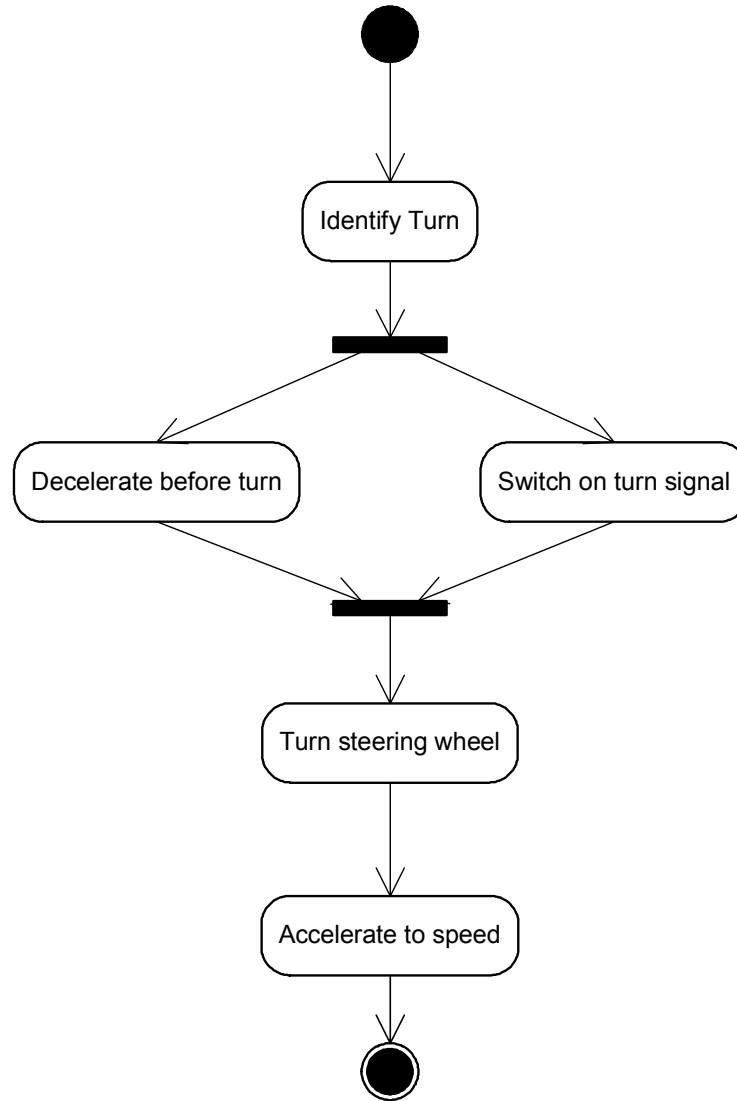 Identify Turn
Decelerate before turn
Switch on turn signal
Turn steering wheel
Accelerate to speed